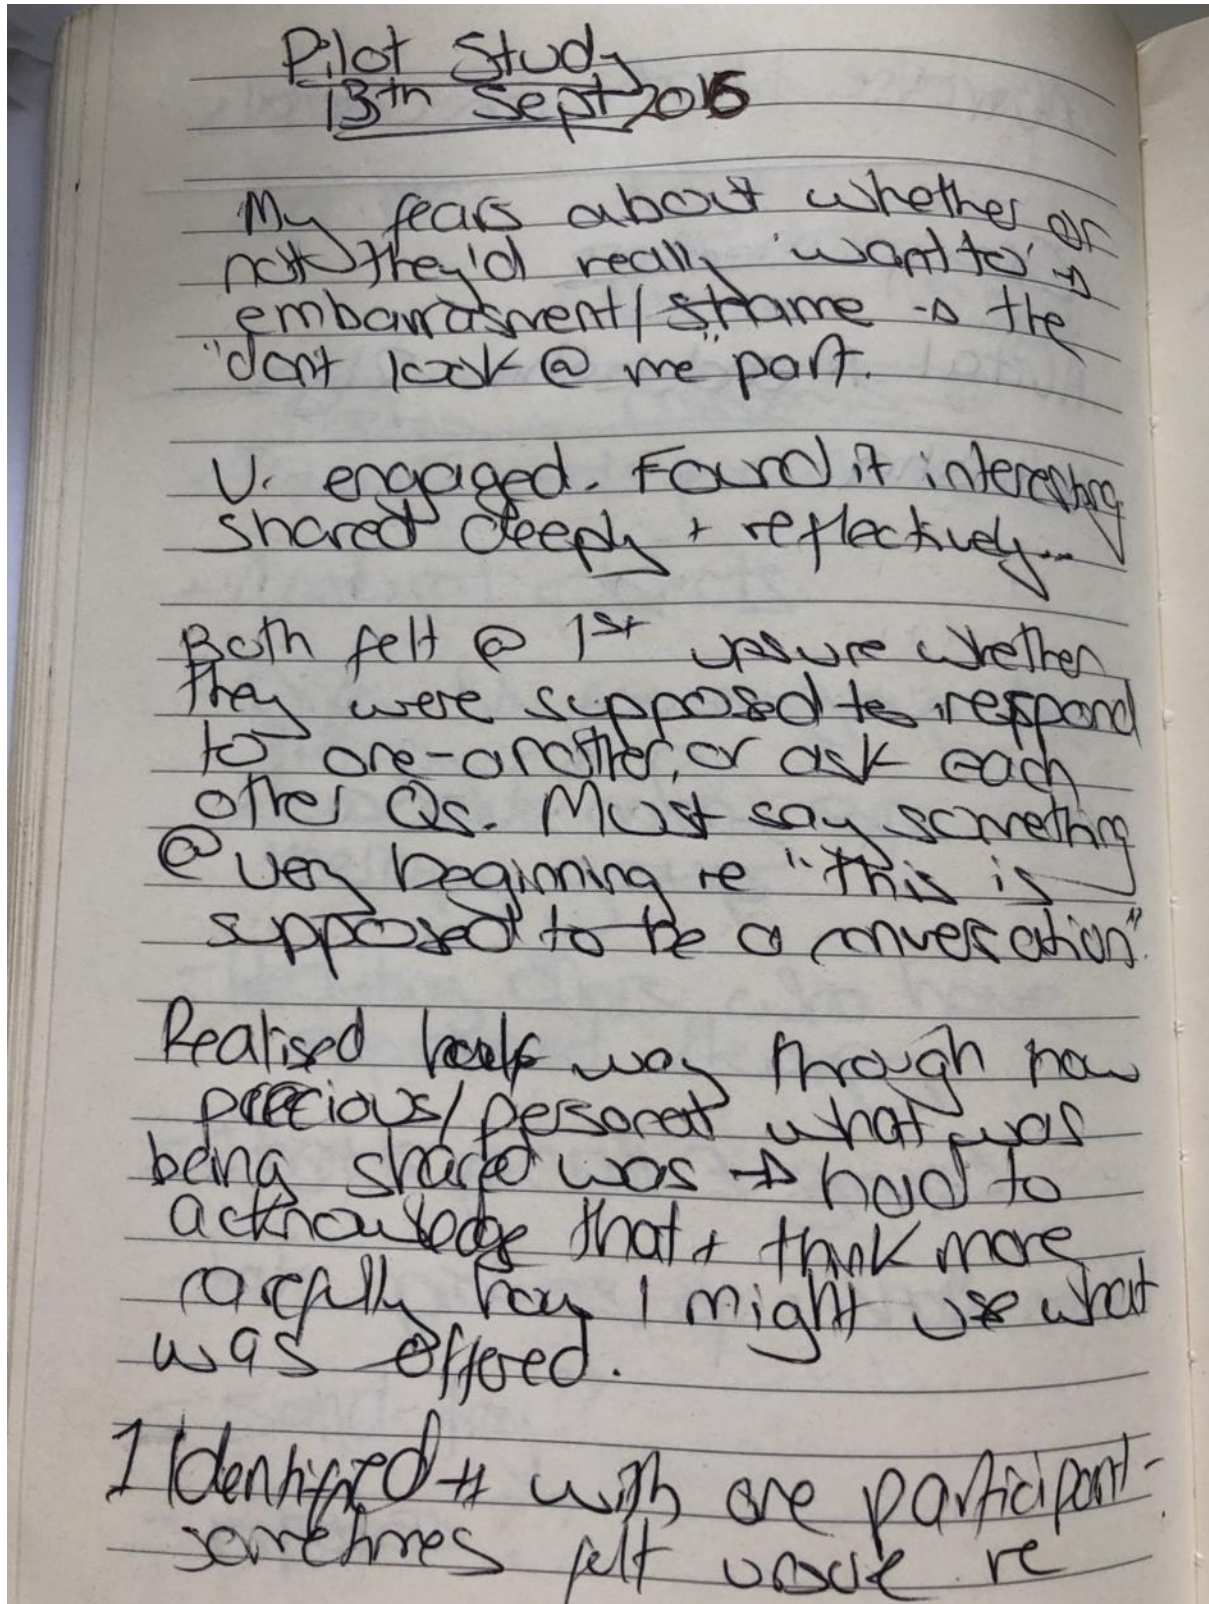 Pilot Study
13th Sept 2016
My fears about whether or
not they'd really 'want to' →
embarrasment/shame → the
"dont look @ me" part.
V. engaged. Found it interesting
shared deeply + reflectively...
Both felt @ 1st unsure whether
they were supposed to respond
to one-another, or ask each
other Qs. Must say something
@ very beginning re "this is
supposed to be a conversation".
Realised half way through how
precious/personal what was
being shared was → had to
acknowledge that + think more
carefully how I might use what
was offered.
I Identified with one participant-
sometimes felt unsure re